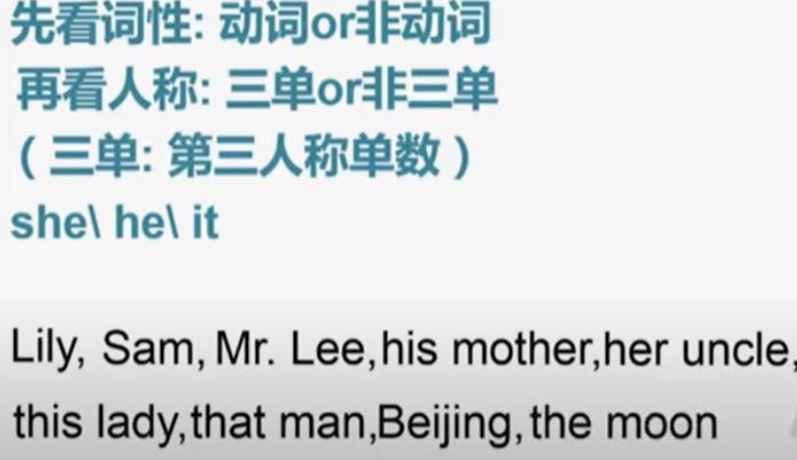 先看词性: 动词or非动词
再看人称: 三单or非三单
( 三单: 第三人称单数 )
she\ he\ it
Lily, Sam, Mr. Lee,his mother,her uncle,
this lady,that man,Beijing,the moon